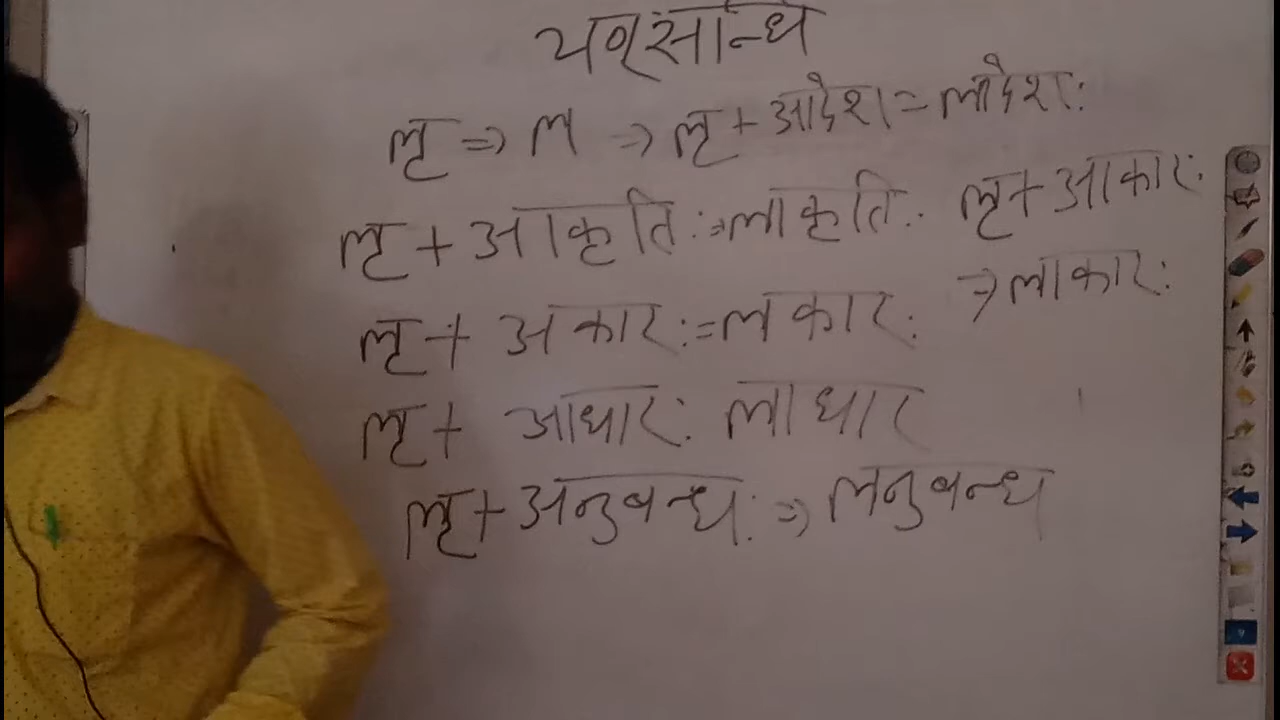 यण्सन्धि
लृ => ल् => लृ + आदेश = लादेशः
लृ + आकृतिः => लाकृतिः
लृ + आकारः
=> लाकारः
लृ + अकारः = लकारः
लृ + आधारः लाधार
लृ + अनुबन्धः => लनुबन्ध